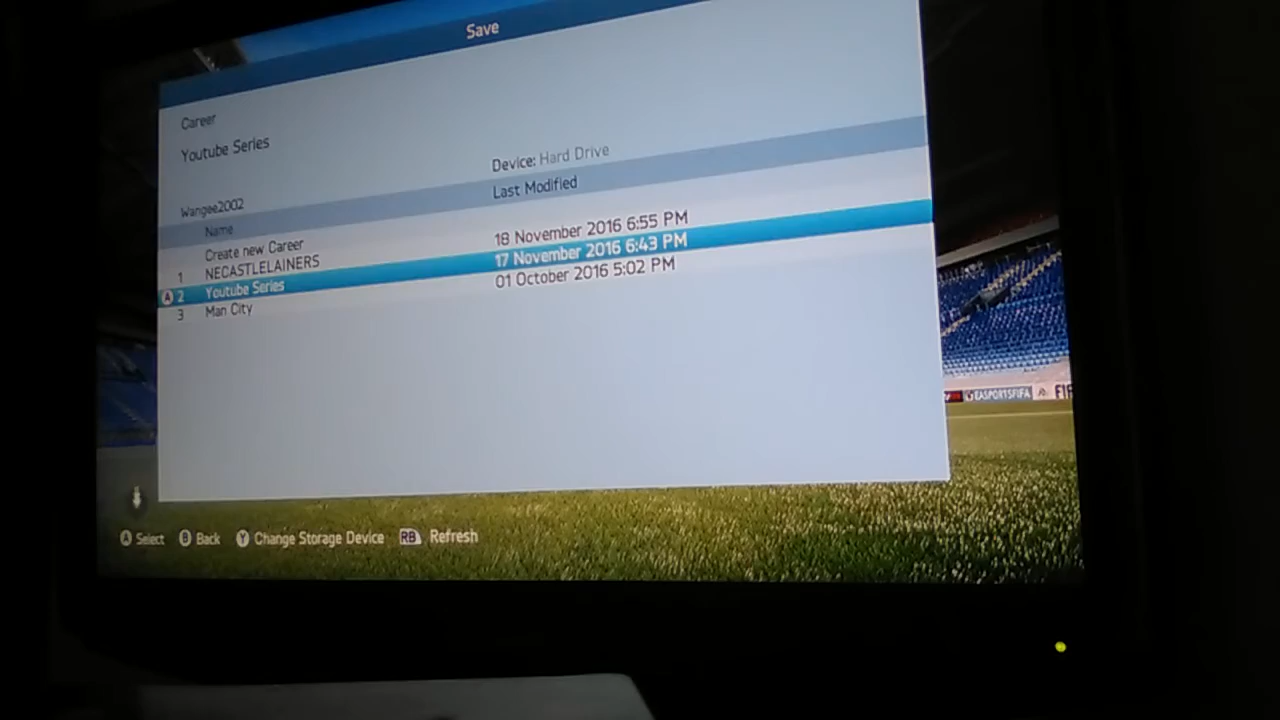 Save
Career
Youtube Series
Device: Hard Drive
Wangee2002
Name Last Modified
Create new Career
1 NECASTLELAINERS 18 November 2016 6:55 PM
A 2 Youtube Series 17 November 2016 6:43 PM
3 Man City 01 October 2016 5:02 PM
EASPORTSFIFA FIF
A Select B Back Y Change Storage Device RB Refresh